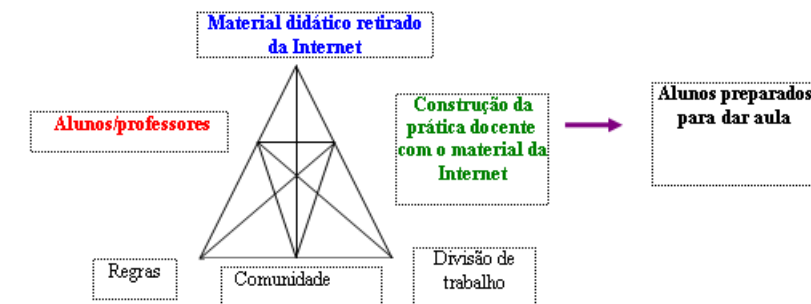 Material didático retirado
da Internet
Alunos/professores
Construção da
prática docente
com o material da
Internet
Alunos preparados
para dar aula
Regras
Comunidade
Divisão de
trabalho